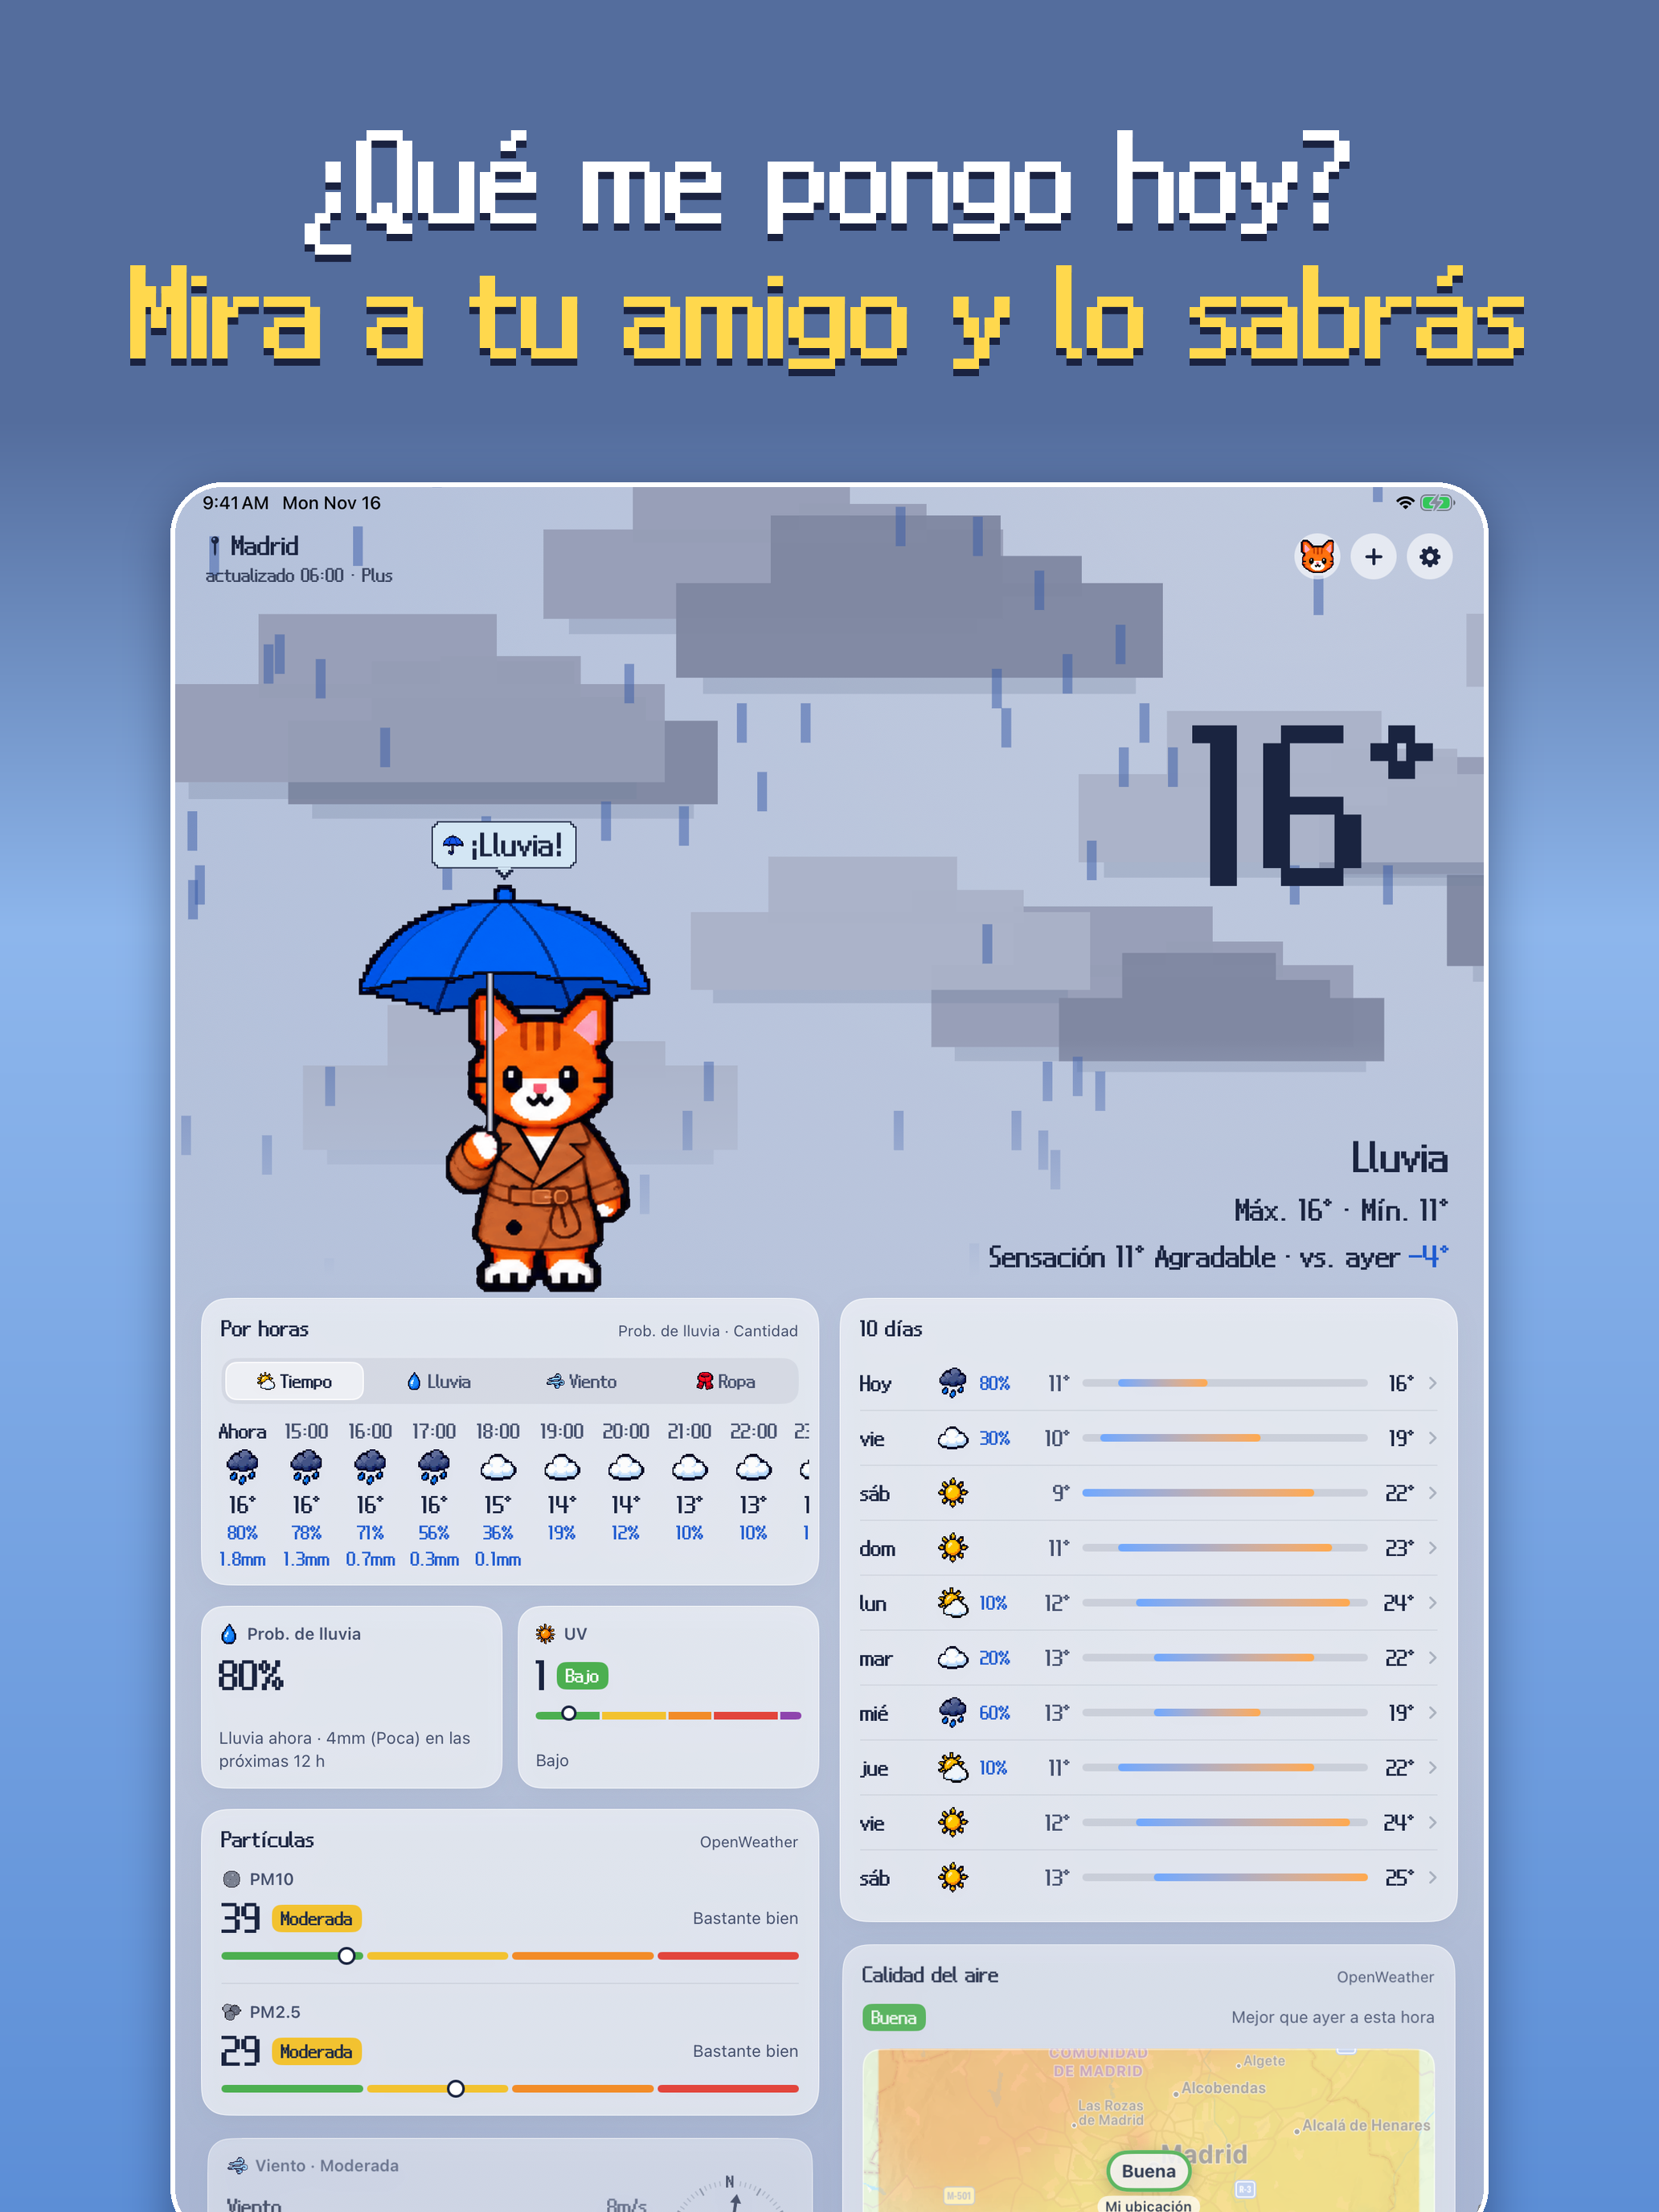 ¿Qué me pongo hoy?
Mira a tu amigo y lo sabrás
9:41 AM Mon Nov 16
Madrid
actualizado 06:00 · Plus
16°
¡Lluvia!
Lluvia
Máx. 16° · Mín. 11°
Sensación 11° Agradable · vs. ayer −4°
Por horas
Prob. de lluvia · Cantidad
Tiempo Lluvia Viento Ropa
Ahora 15:00 16:00 17:00 18:00 19:00 20:00 21:00 22:00
16° 16° 16° 16° 15° 14° 14° 13° 13°
80% 78% 71% 56% 36% 19% 12% 10% 10%
1.8mm 1.3mm 0.7mm 0.3mm 0.1mm
Prob. de lluvia
80%
Lluvia ahora · 4mm (Poca) en las
próximas 12 h
UV
1 Bajo
Bajo
Partículas
OpenWeather
PM10
39 Moderada Bastante bien
PM2.5
29 Moderada Bastante bien
Viento · Moderada
Viento 8m/s
N
10 días
Hoy 80% 11° 16°
vie 30% 10° 19°
sáb 9° 22°
dom 11° 23°
lun 10% 12° 24°
mar 20% 13° 22°
mié 60% 13° 19°
jue 10% 11° 22°
vie 12° 24°
sáb 13° 25°
Calidad del aire
OpenWeather
Buena
Mejor que ayer a esta hora
COMUNIDAD
DE MADRID
Algete
Alcobendas
Las Rozas
de Madrid
Alcalá de Henares
Madrid
Buena
M-501
R-3
Mi ubicación